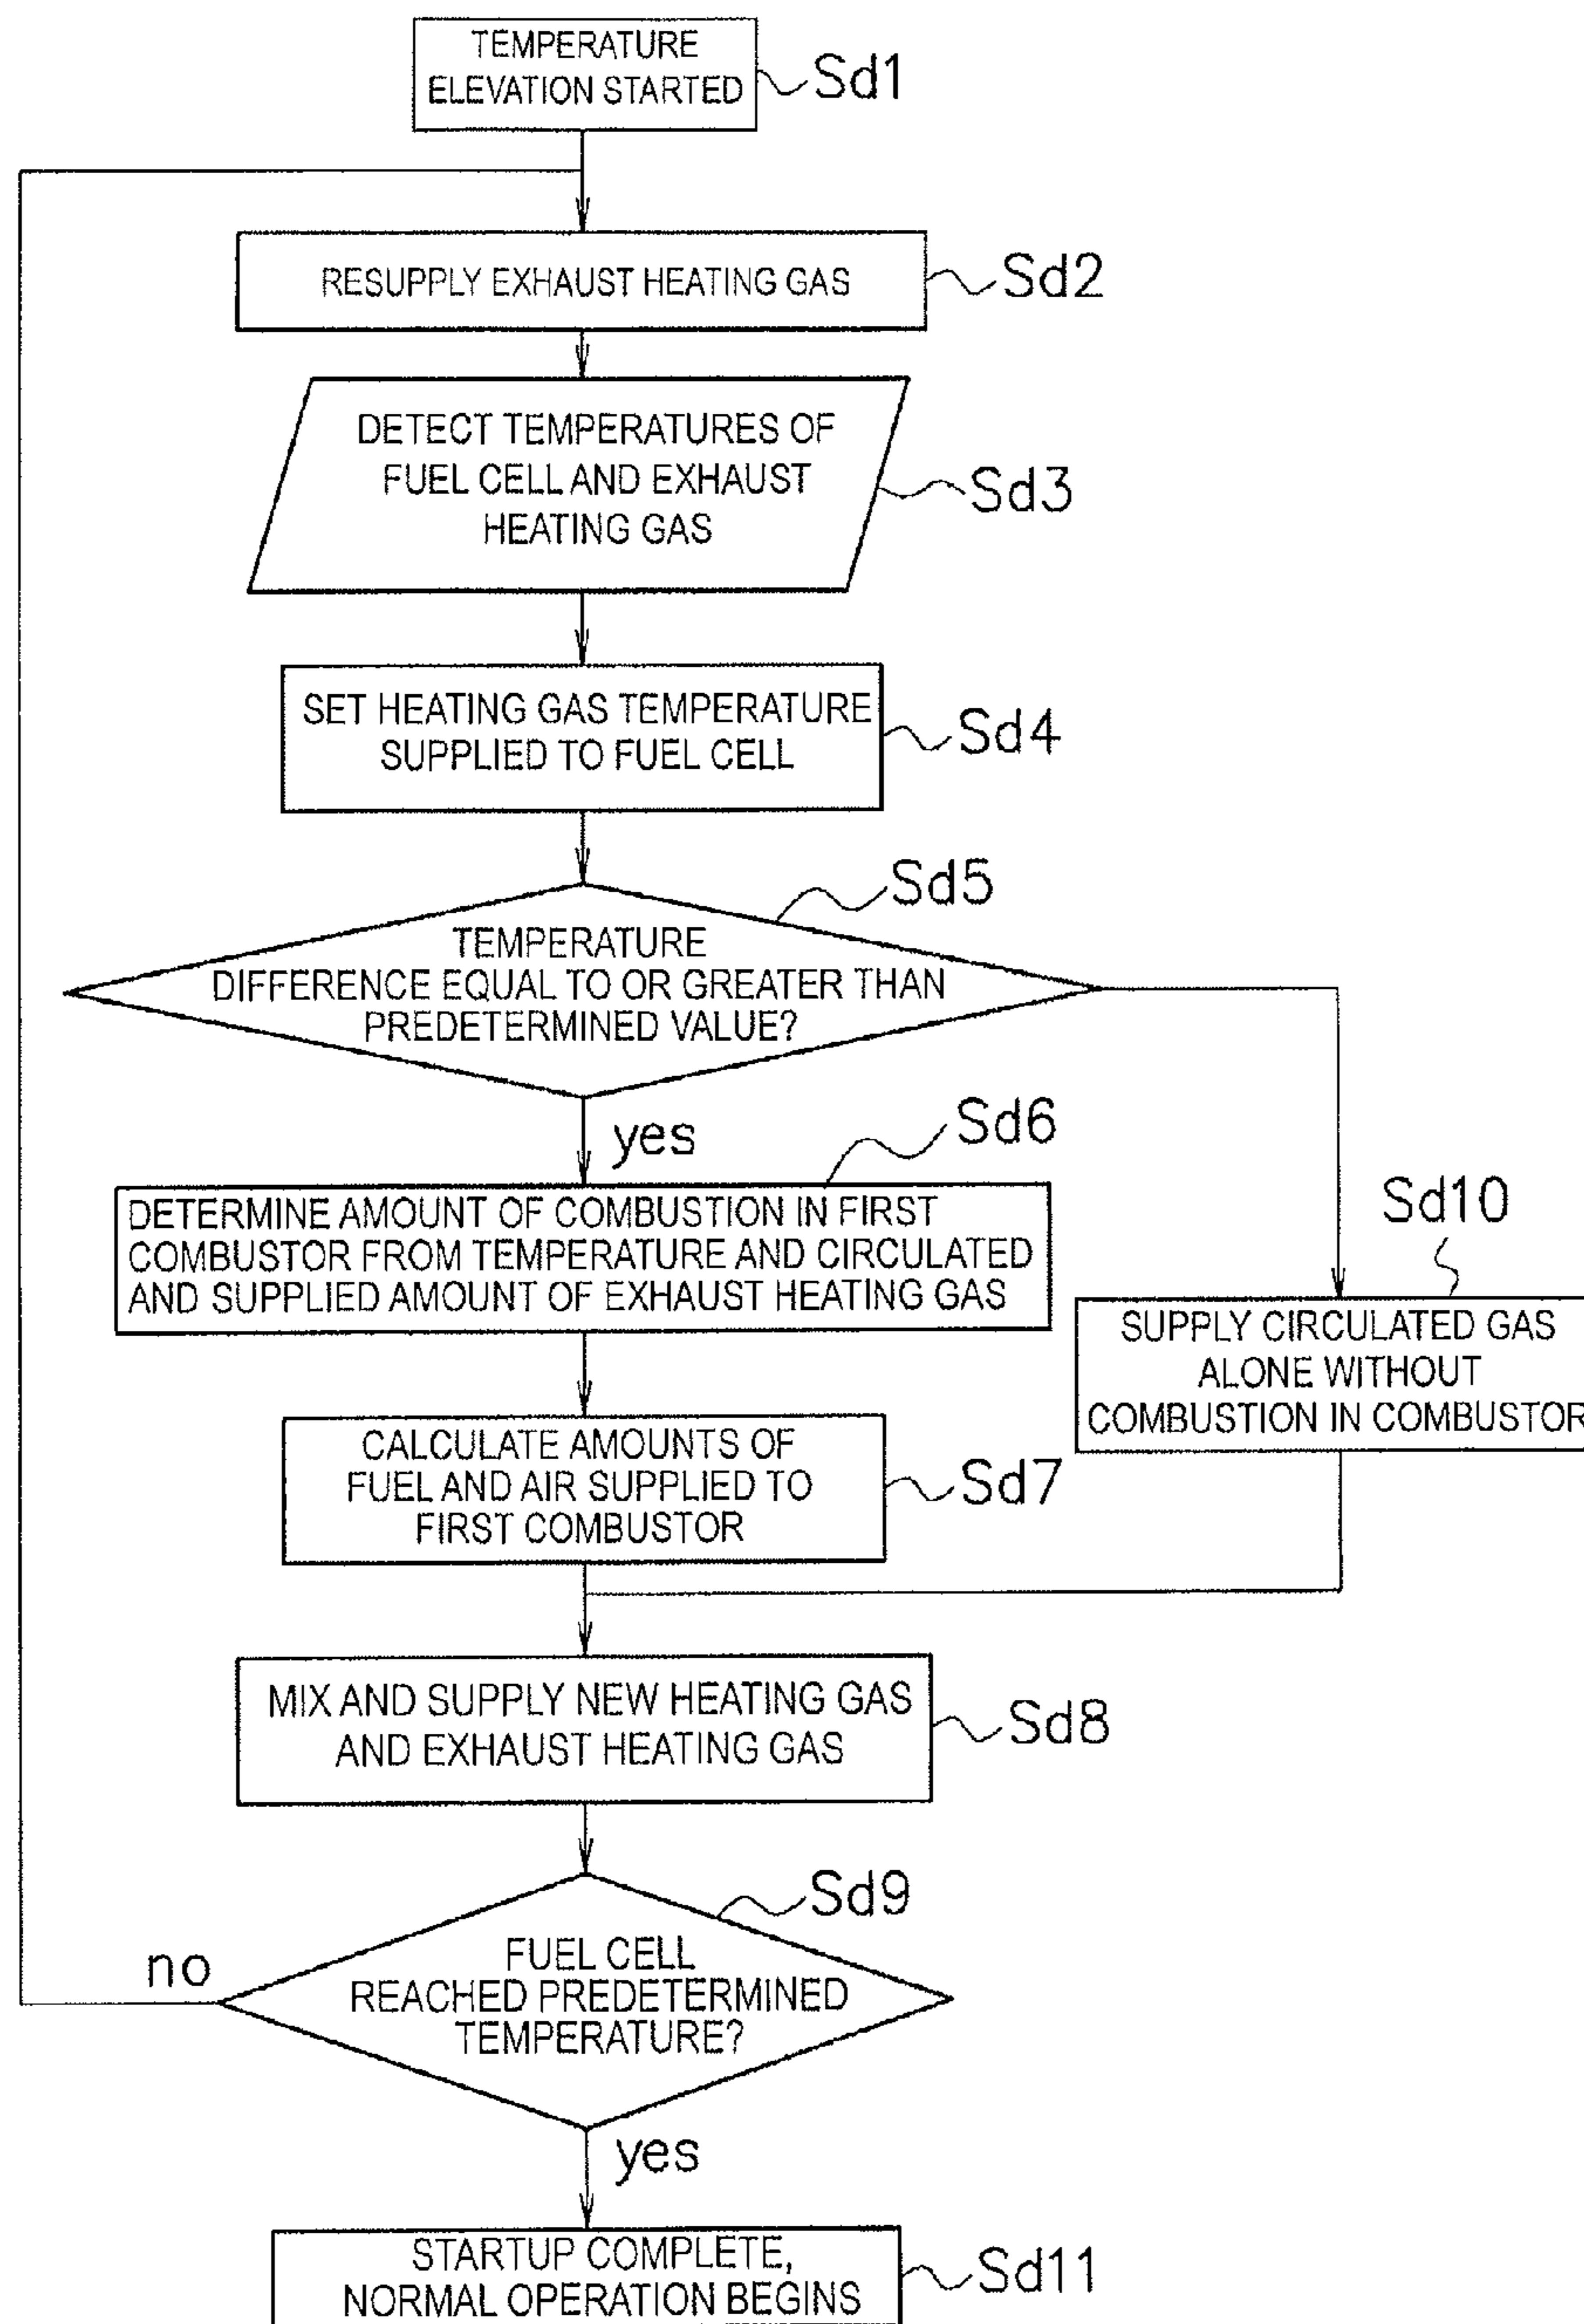 TEMPERATURE
ELEVATION STARTED
Sd1
RESUPPLY EXHAUST HEATING GAS
Sd2
DETECT TEMPERATURES OF
FUEL CELL AND EXHAUST
HEATING GAS
Sd3
SET HEATING GAS TEMPERATURE
SUPPLIED TO FUEL CELL
Sd4
Sd5
TEMPERATURE
DIFFERENCE EQUAL TO OR GREATER THAN
PREDETERMINED VALUE?
yes
Sd6
DETERMINE AMOUNT OF COMBUSTION IN FIRST
COMBUSTOR FROM TEMPERATURE AND CIRCULATED
AND SUPPLIED AMOUNT OF EXHAUST HEATING GAS
Sd10
SUPPLY CIRCULATED GAS
ALONE WITHOUT
COMBUSTION IN COMBUSTOR
CALCULATE AMOUNTS OF
FUEL AND AIR SUPPLIED TO
FIRST COMBUSTOR
Sd7
MIX AND SUPPLY NEW HEATING GAS
AND EXHAUST HEATING GAS
Sd8
Sd9
no
FUEL CELL
REACHED PREDETERMINED
TEMPERATURE?
yes
STARTUP COMPLETE,
NORMAL OPERATION BEGINS
Sd11